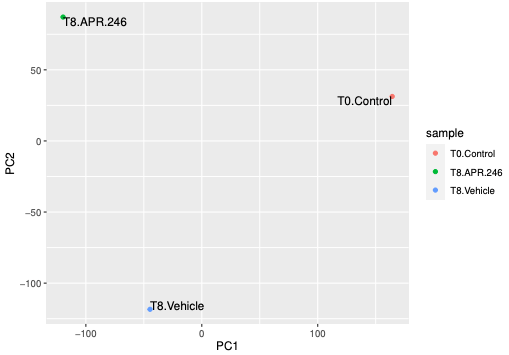 T8.APR.246
50
T0.Control
0
PC2
−50
−100
T8.Vehicle
−100
0
100
PC1
sample
T0.Control
T8.APR.246
T8.Vehicle